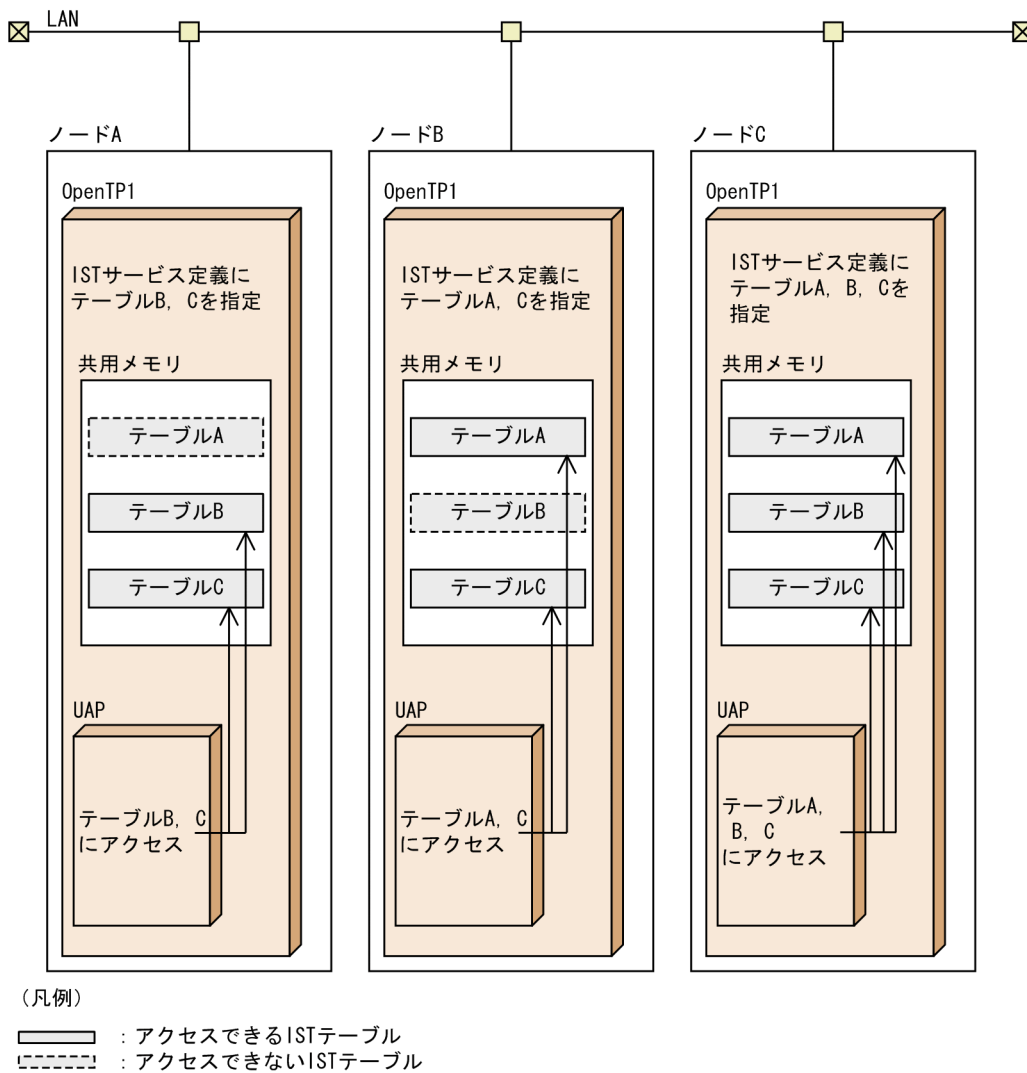 LAN
ノードA
OpenTP1
ISTサービス定義に
テーブルB, Cを指定
共用メモリ
テーブルA
テーブルB
テーブルC
UAP
テーブルB, C
にアクセス
ノードB
OpenTP1
ISTサービス定義に
テーブルA, Cを指定
共用メモリ
テーブルA
テーブルB
テーブルC
UAP
テーブルA, C
にアクセス
ノードC
OpenTP1
ISTサービス定義に
テーブルA, B, Cを
指定
共用メモリ
テーブルA
テーブルB
テーブルC
UAP
テーブルA,
B, C
にアクセス
(凡例)
:アクセスできるISTテーブル
:アクセスできないISTテーブル